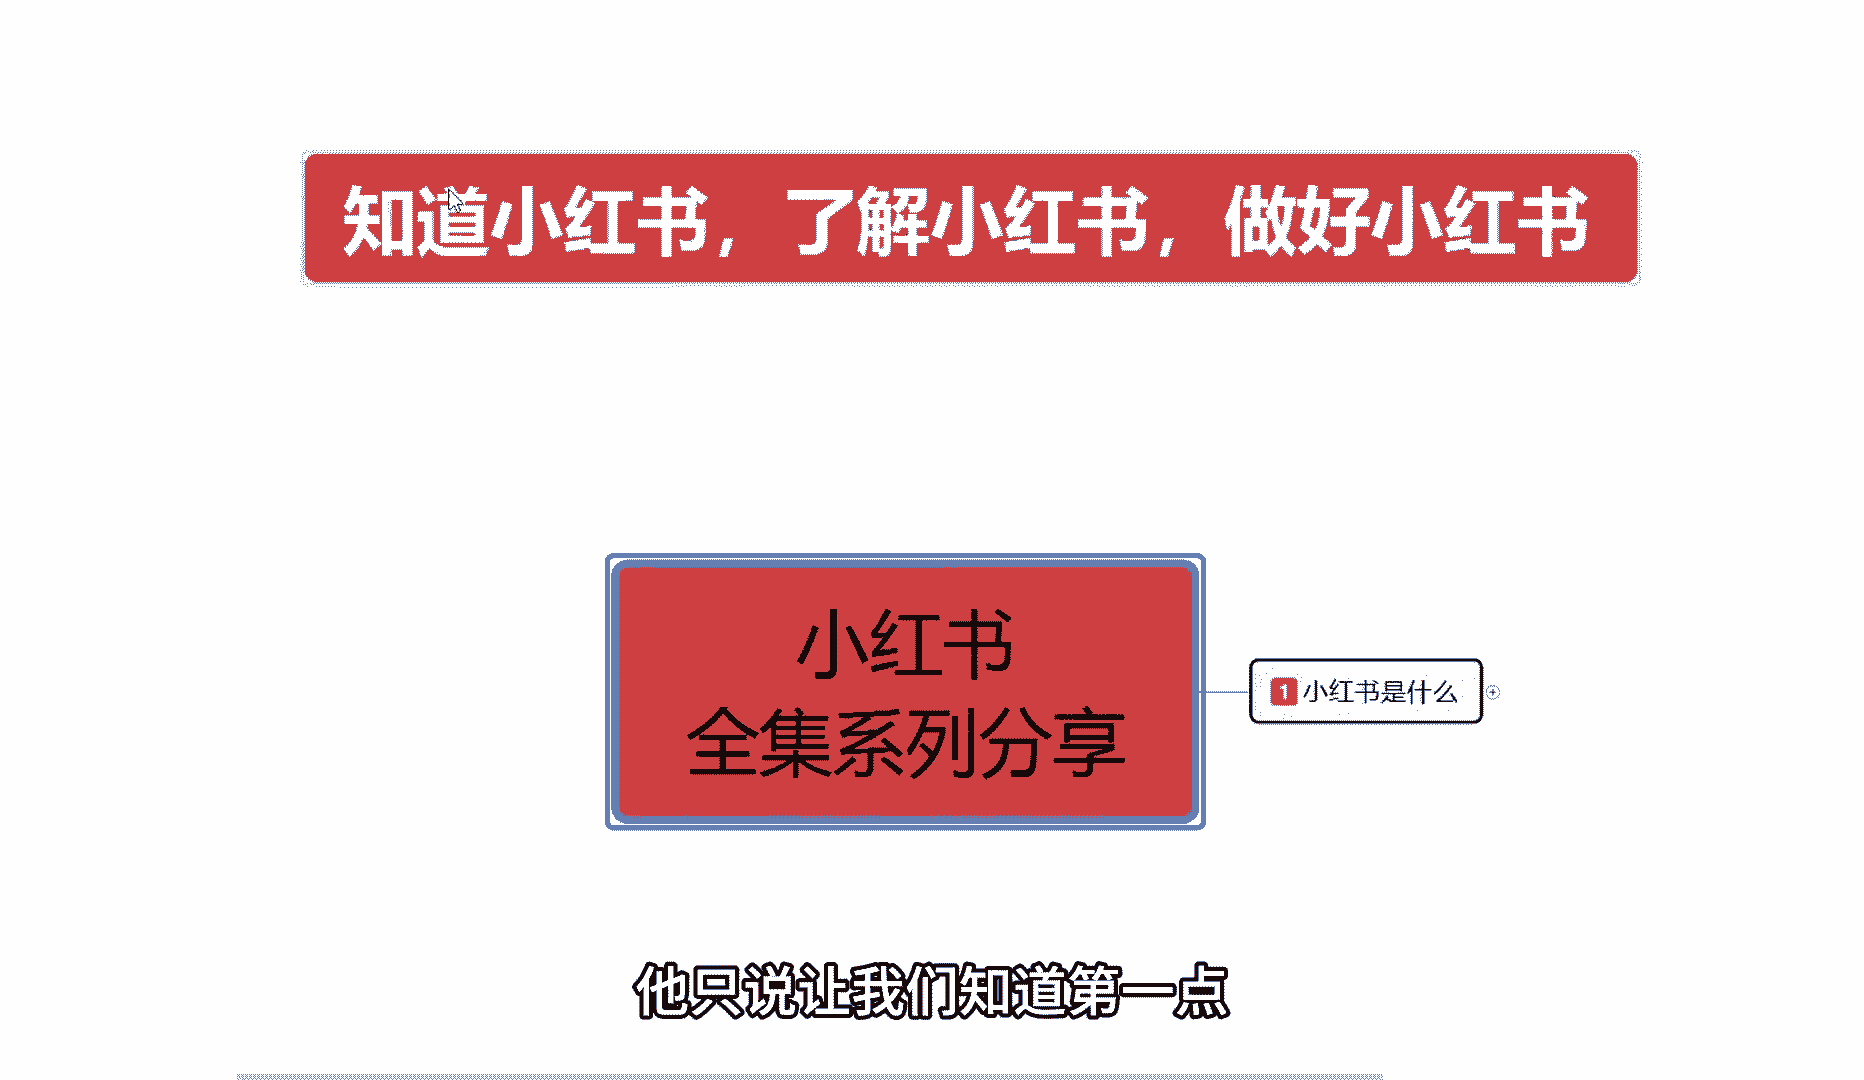 知道小红书，了解小红书，做好小红书
小红书
全集系列分享
1 小红书是什么
他只说让我们知道第一点